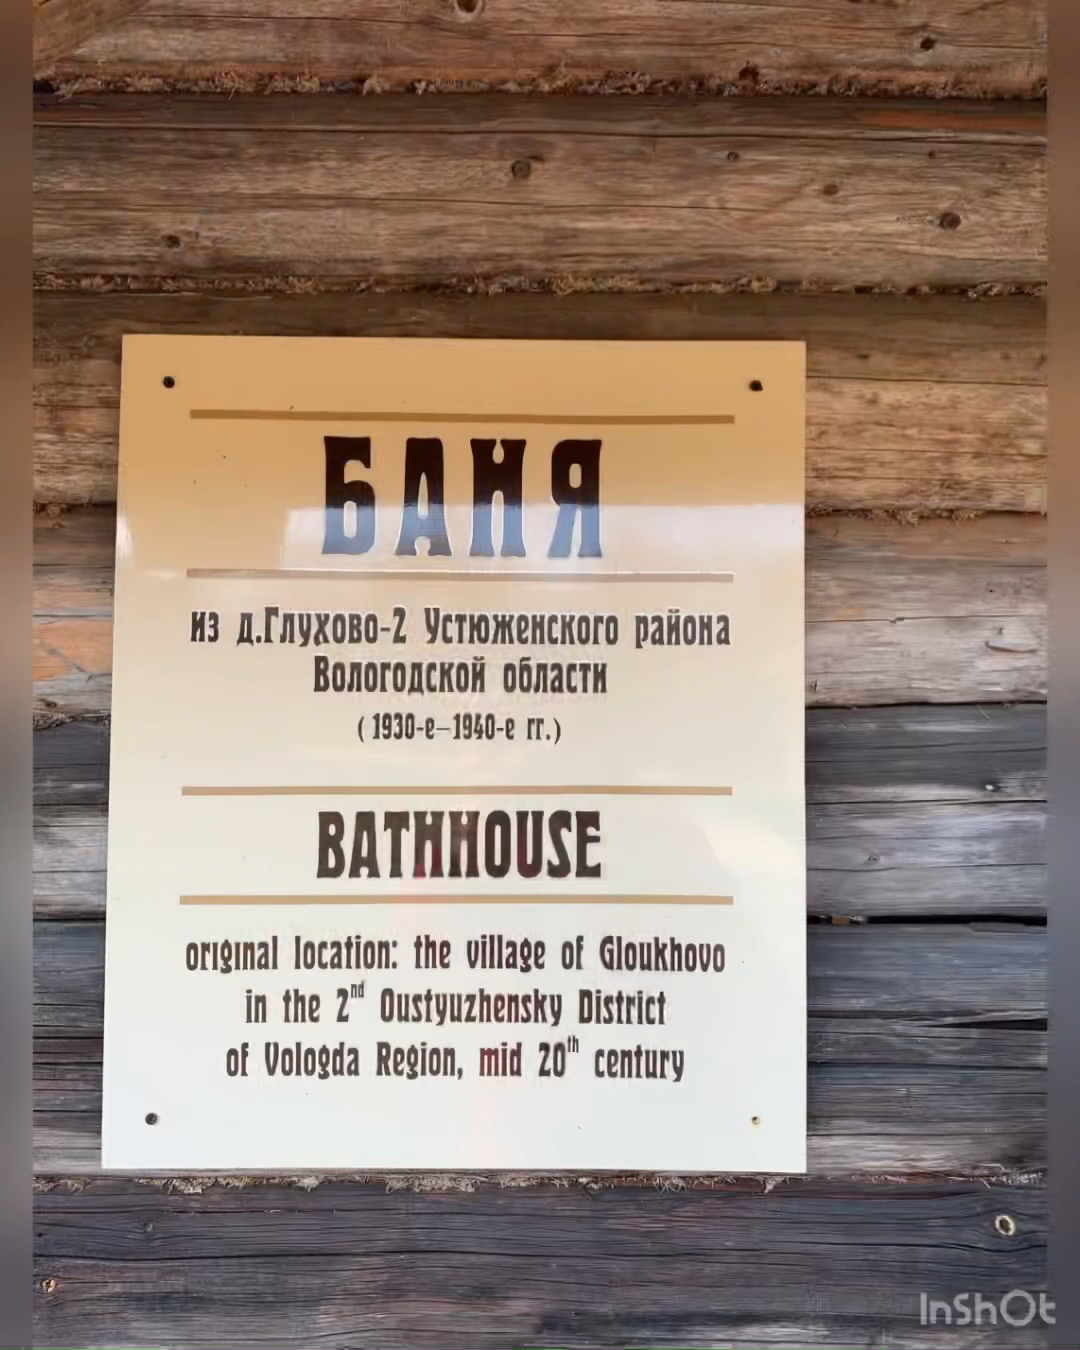 БАНЯ
из д.Глухово-2 Устюженского района
Вологодской области
( 1930-е–1940-е гг.)
BATHHOUSE
original location: the village of Gloukhovo
in the 2nd Oustyuzhensky District
of Vologda Region, mid 20th century
InShOt